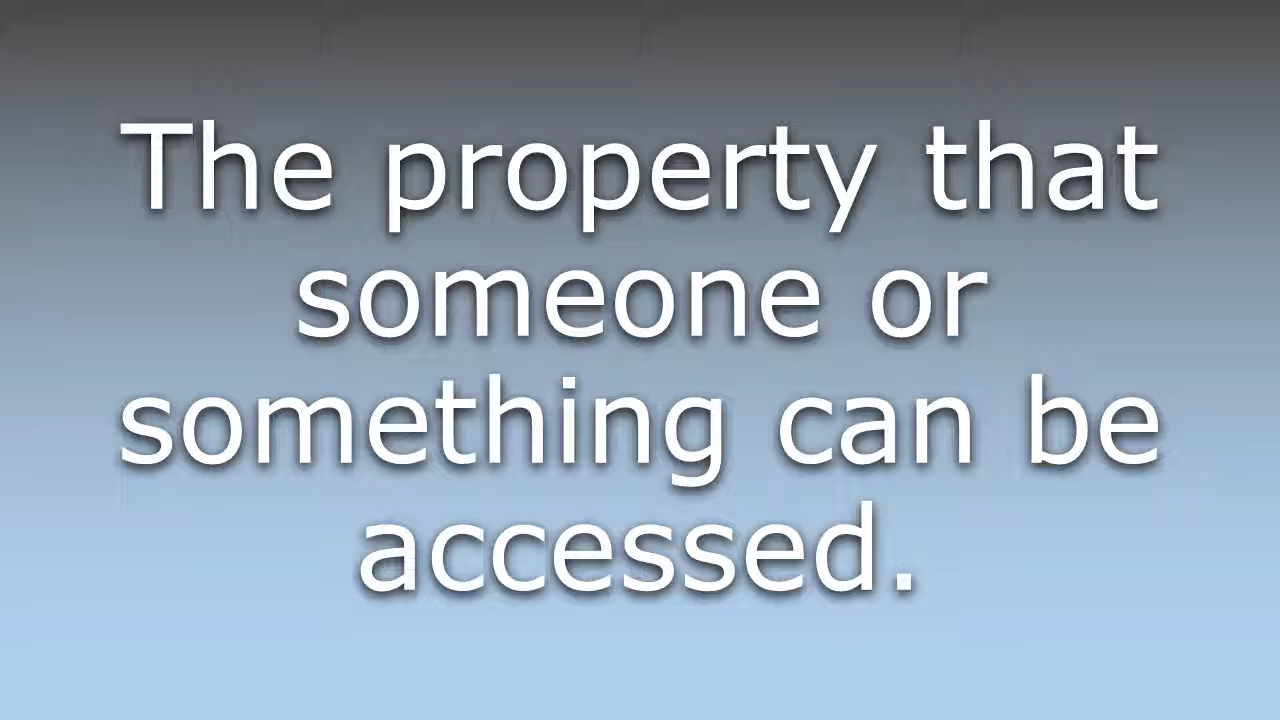 The property that
someone or
something can be
accessed.